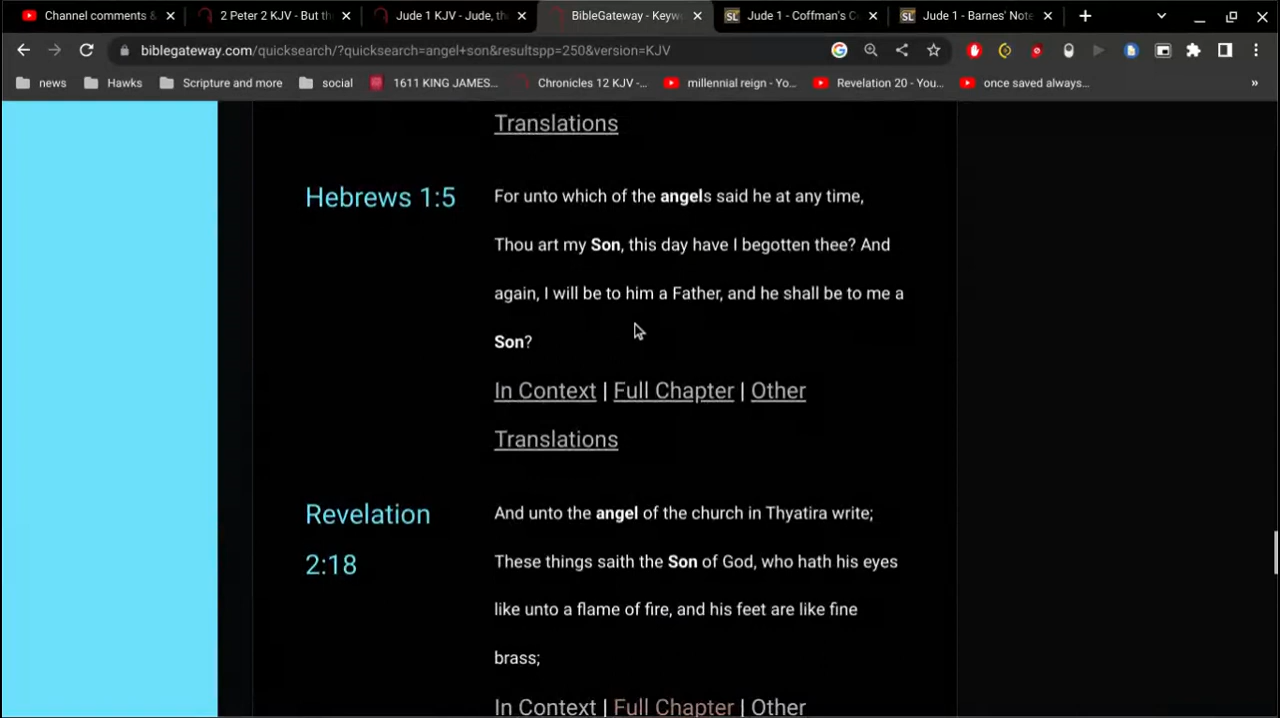 Channel comments &
2 Peter 2 KJV - But th
Jude 1 KJV - Jude, the
BibleGateway - Keywo
SL Jude 1 - Coffman's Co
SL Jude 1 - Barnes' Note
biblegateway.com/quicksearch/?quicksearch=angel+son&resultspp=250&version=KJV
news
Hawks
Scripture and more
social
1611 KING JAMES...
Chronicles 12 KJV -...
millennial reign - Yo...
Revelation 20 - You...
once saved always...
»
Translations
Hebrews 1:5
For unto which of the angels said he at any time,
Thou art my Son, this day have I begotten thee? And
again, I will be to him a Father, and he shall be to me a
Son?
In Context | Full Chapter | Other
Translations
Revelation
2:18
And unto the angel of the church in Thyatira write;
These things saith the Son of God, who hath his eyes
like unto a flame of fire, and his feet are like fine
brass;
In Context | Full Chapter | Other